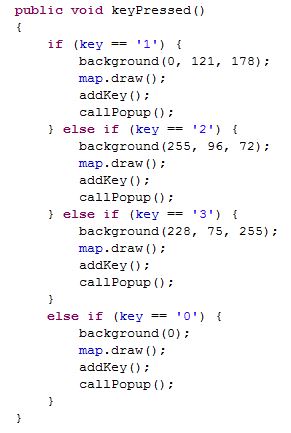 public void keyPressed()
{
    if (key == '1') {
        background(0, 121, 178);
        map.draw();
        addKey();
        callPopup();
    } else if (key == '2') {
        background(255, 96, 72);
        map.draw();
        addKey();
        callPopup();
    } else if (key == '3') {
        background(228, 75, 255);
        map.draw();
        addKey();
        callPopup();
    }
    else if (key == '0') {
        background(0);
        map.draw();
        addKey();
        callPopup();
    }
}